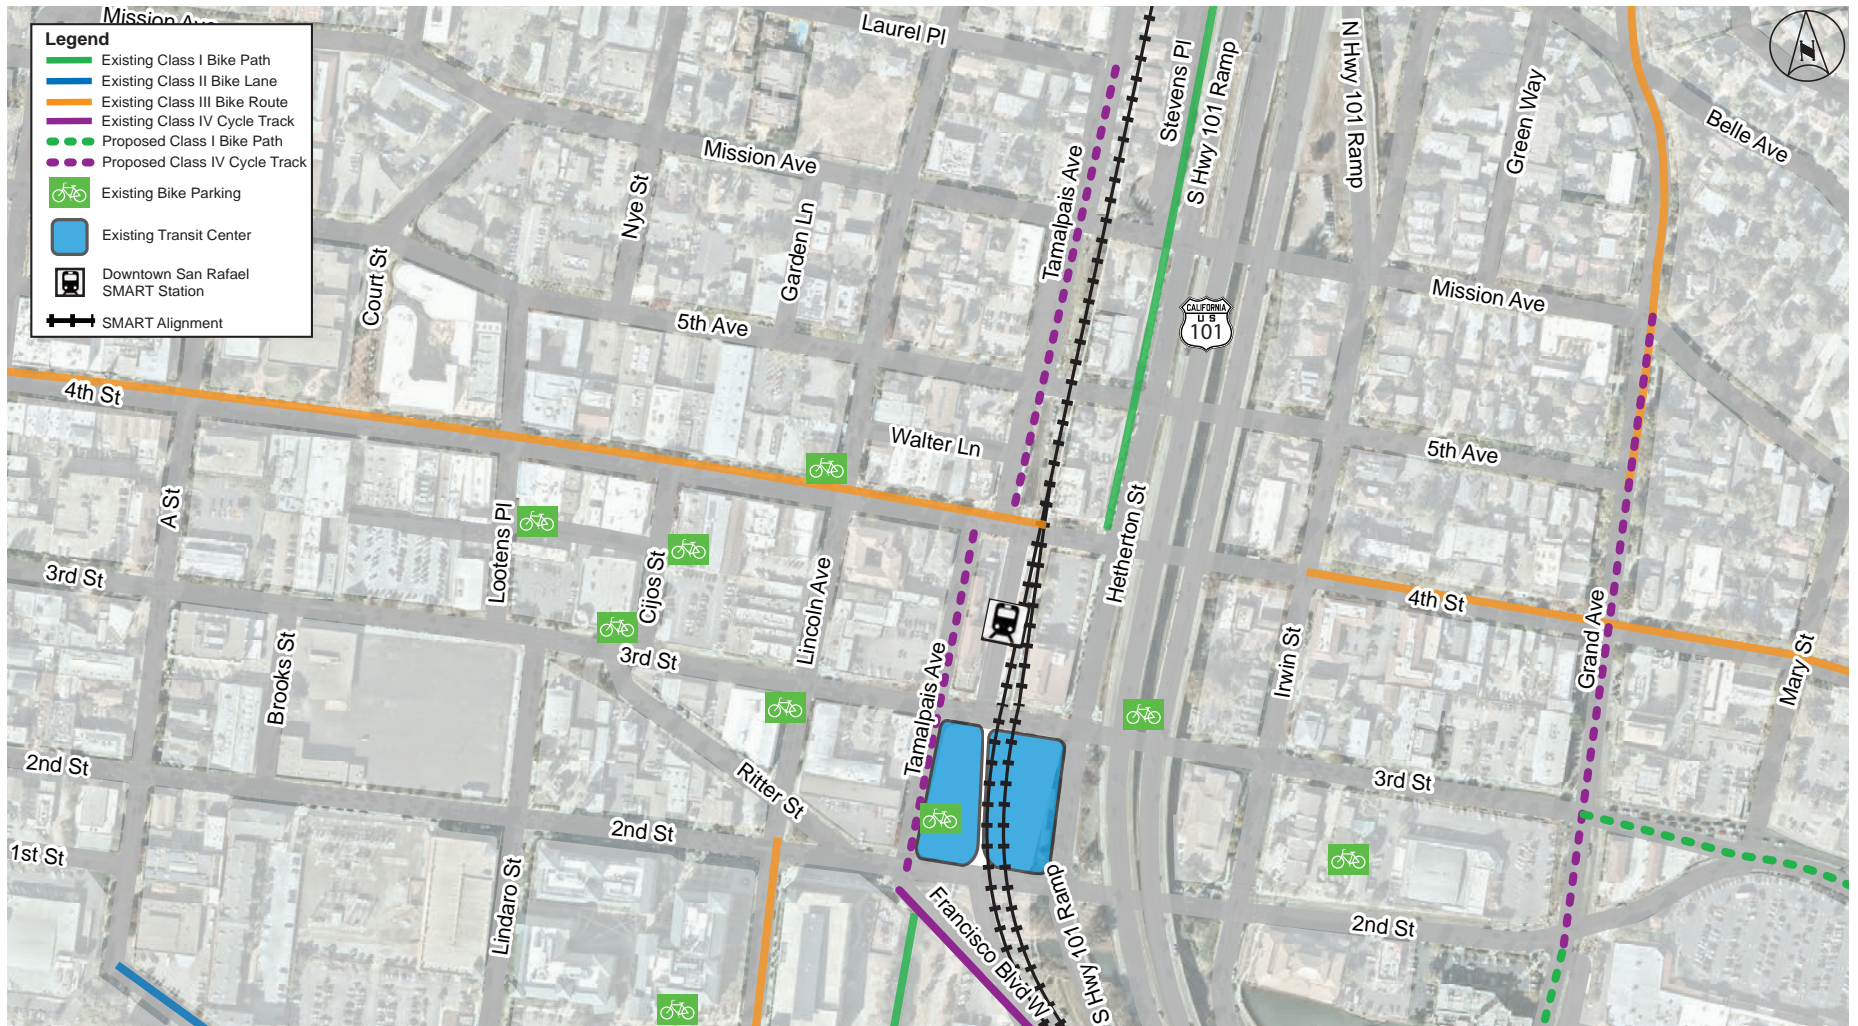 Mission Ave
Legend
Existing Class I Bike Path
Existing Class II Bike Lane
Existing Class III Bike Route
Existing Class IV Cycle Track
Proposed Class I Bike Path
Proposed Class IV Cycle Track
Existing Bike Parking
Existing Transit Center
Downtown San Rafael
SMART Station
SMART Alignment
Laurel Pl
Stevens Pl
S Hwy 101 Ramp
N Hwy 101 Ramp
Green Way
Belle Ave
N
Mission Ave
Nye St
Garden Ln
Tamalpais Ave
Court St
5th Ave
CALIFORNIA
U S
101
Mission Ave
4th St
Walter Ln
5th Ave
A St
Lootens Pl
Cijos St
Lincoln Ave
Hetherton St
3rd St
3rd St
4th St
Brooks St
Tamalpais Ave
Irwin St
Grand Ave
Mary St
2nd St
Ritter St
3rd St
2nd St
1st St
Lindaro St
Francisco Blvd W
S Hwy 101 Ramp
2nd St